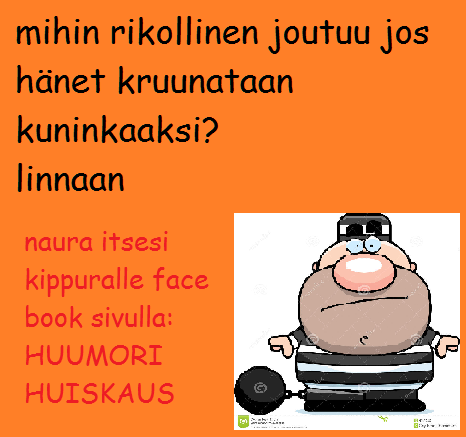 mihin rikollinen joutuu jos
hänet kruunataan
kuninkaaksi?
linnaan
naura itsesi
kippuralle face
book sivulla:
HUUMORI
HUISKAUS